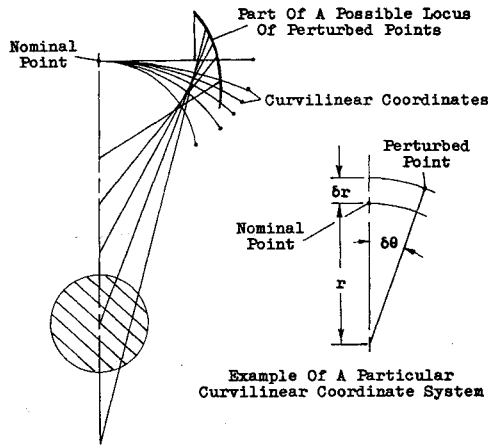 Part Of A Possible Locus
Of Perturbed Points
Nominal
Point
Curvilinear Coordinates
Perturbed
Point
δr
Nominal
Point
δθ
r
Example Of A Particular
Curvilinear Coordinate System